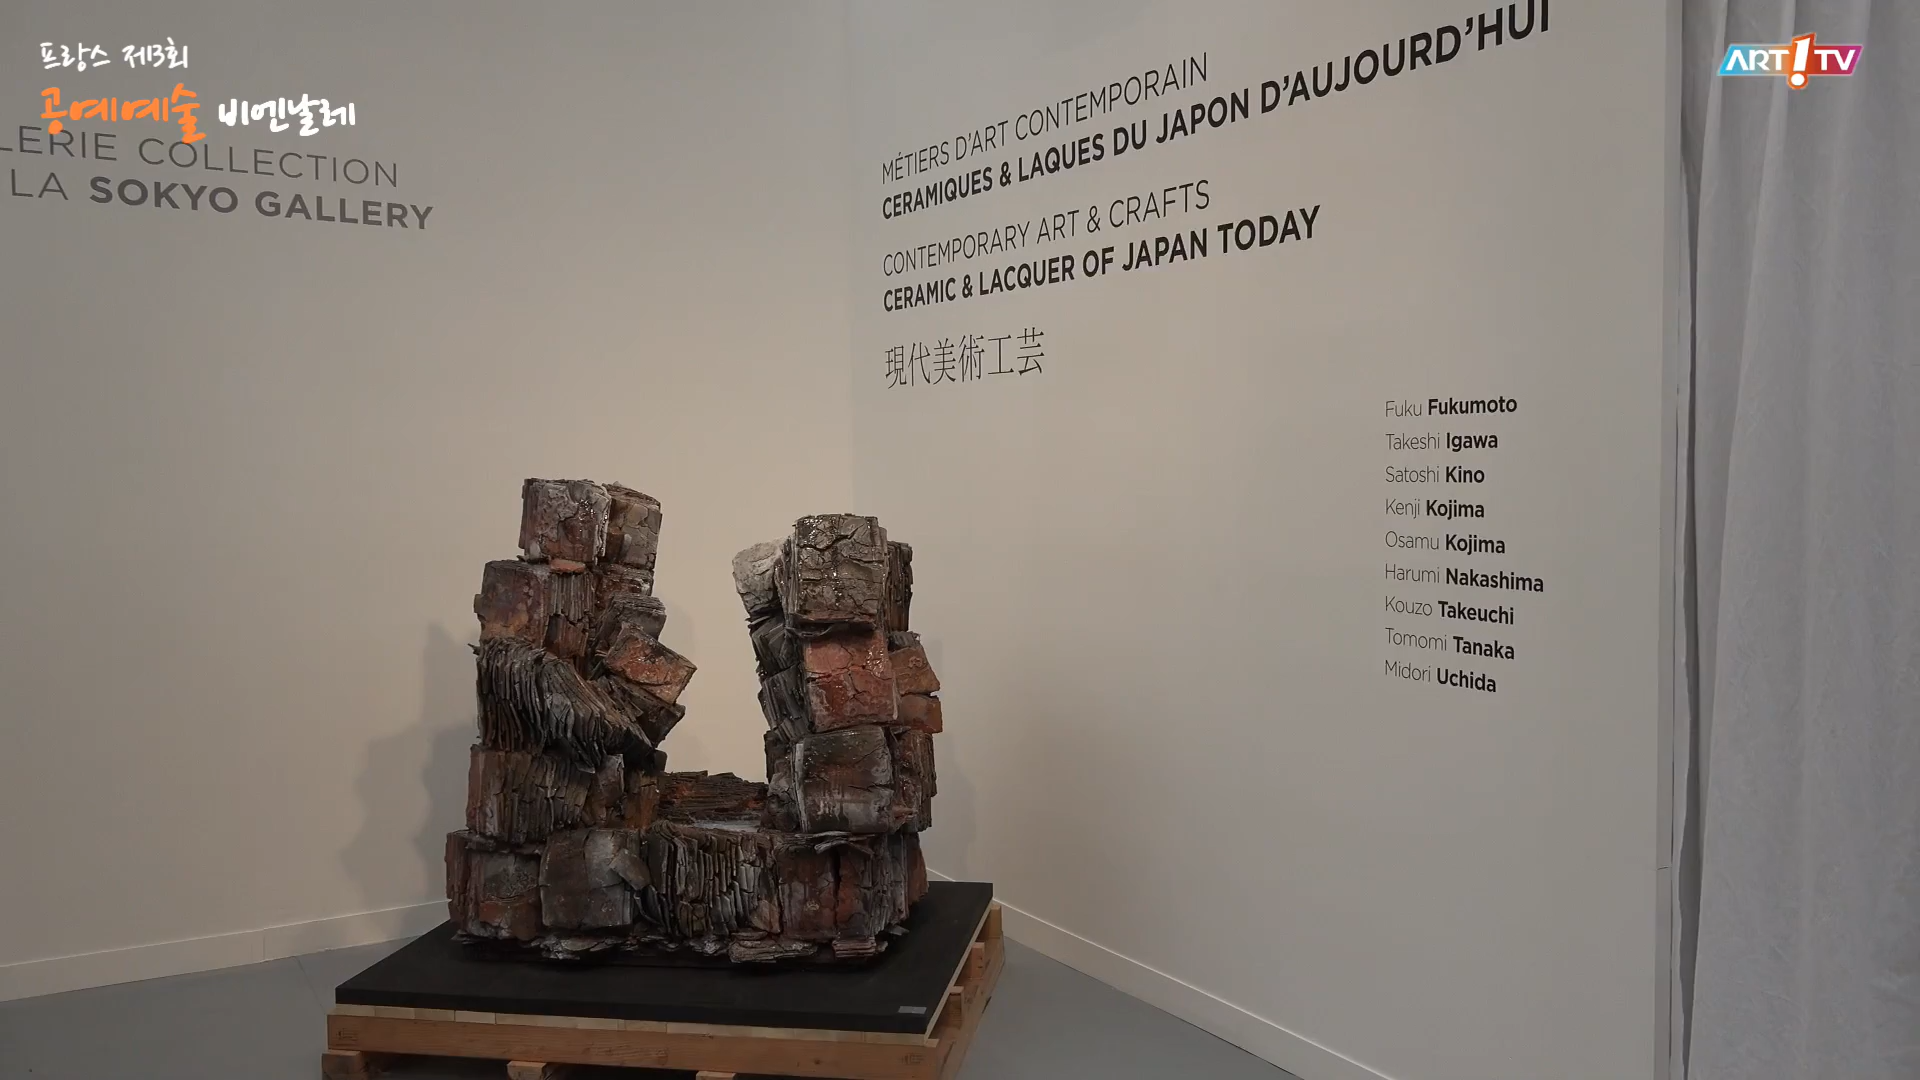 프랑스 제3회
공예예술 비엔날레
ART!TV
LERIE COLLECTION
LA SOKYO GALLERY
MÉTIERS D'ART CONTEMPORAIN
CERAMIQUES & LAQUES DU JAPON D'AUJOURD'HUI
CONTEMPORARY ART & CRAFTS
CERAMIC & LACQUER OF JAPAN TODAY
現代美術工芸
Fuku Fukumoto
Takeshi Igawa
Satoshi Kino
Kenji Kojima
Osamu Kojima
Harumi Nakashima
Kouzo Takeuchi
Tomomi Tanaka
Midori Uchida